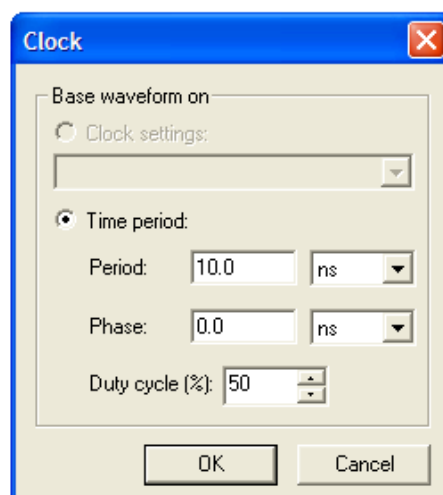 Clock
Base waveform on
Clock settings:
Time period:
Period: 10.0 ns
Phase: 0.0 ns
Duty cycle (%): 50
OK Cancel